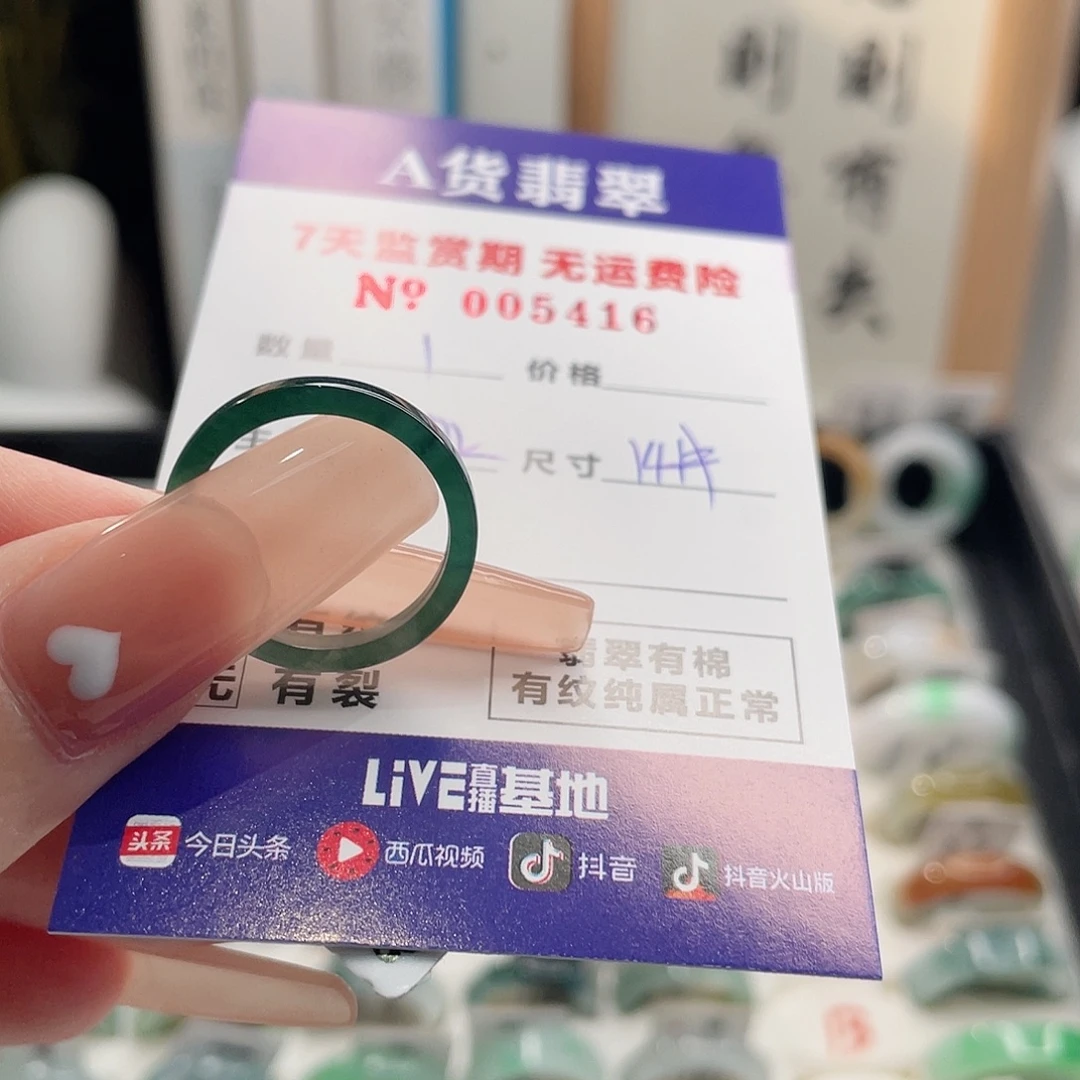 A货翡翠
7天监赏期 无运费险
Nº 005416
数量 1 价格
尺寸
有裂
翡翠有棉
有纹纯属正常
LiVE直播基地
头条 今日头条 西瓜视频 抖音 抖音火山版